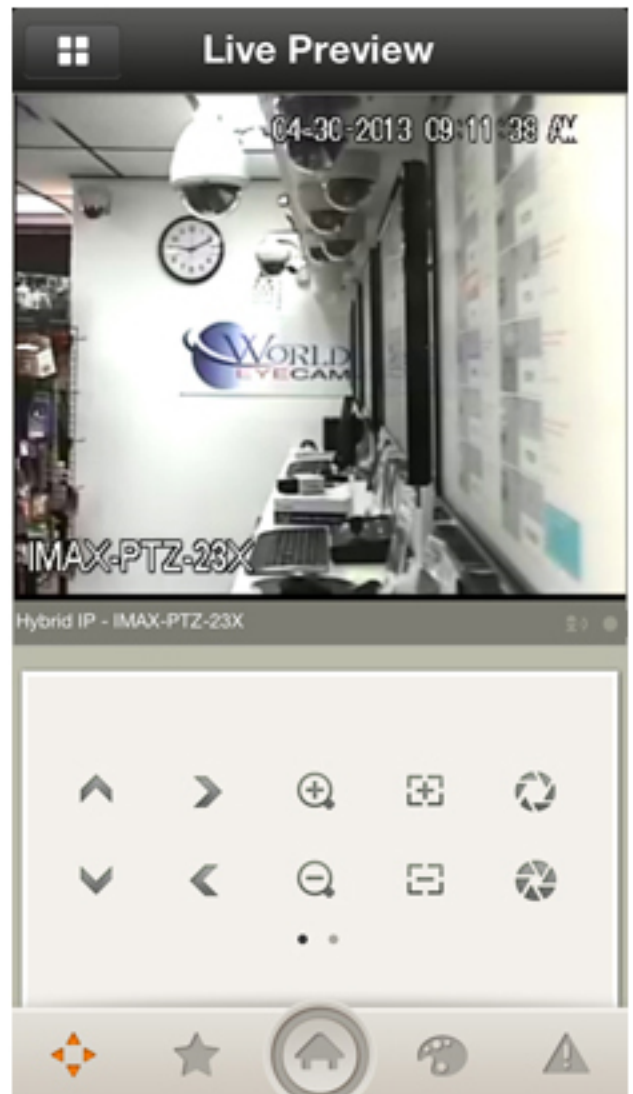 Live Preview
04-30-2013 09:11:38 AM
WORLD
EYECAM
IMAX-PTZ-23X
Hybrid IP - IMAX-PTZ-23X